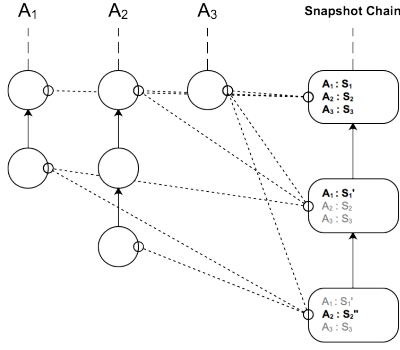 A₁ A₂ A₃ Snapshot Chain
A₁ : S₁
A₂ : S₂
A₃ : S₃
A₁ : S₁'
A₂ : S₂
A₃ : S₃
A₁ : S₁'
A₂ : S₂''
A₃ : S₃